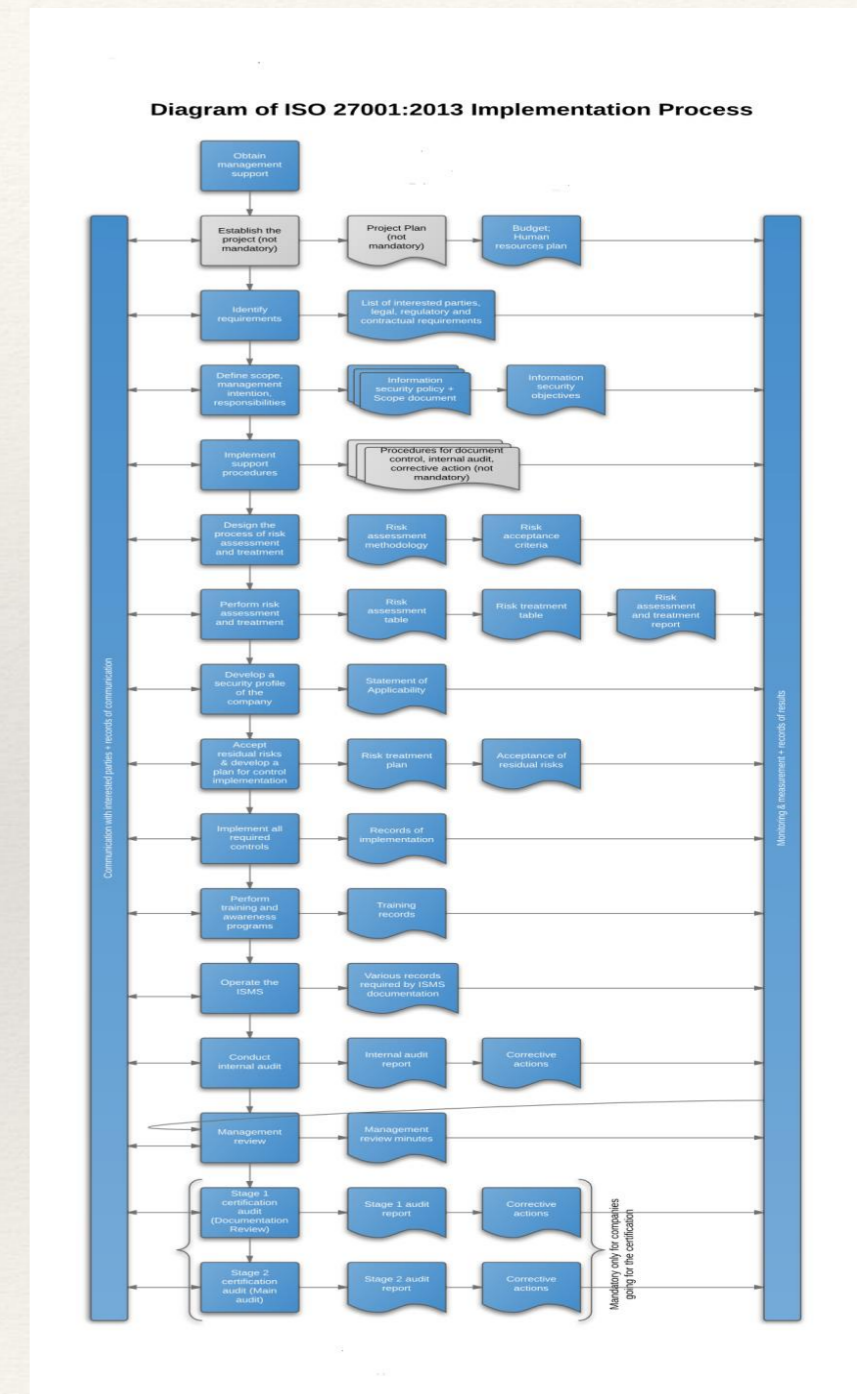 Diagram of ISO 27001:2013 Implementation Process
Obtain
management
support
Establish the
project (not
mandatory)
Project Plan
(not
mandatory)
Budget;
Human
resources plan
Identify
requirements
List of interested parties,
legal, regulatory and
contractual requirements
Define scope,
management
intention,
responsibilities
Information
security policy +
Scope document
Information
security
objectives
Implement
support
procedures
Procedures for document
control, internal audit,
corrective action (not
mandatory)
Design the
process of risk
assessment
and treatment
Risk
assessment
methodology
Risk
acceptance
criteria
Perform risk
assessment
and treatment
Risk
assessment
table
Risk treatment
table
Risk
assessment
and treatment
report
Develop a
security profile
of the
company
Statement of
Applicability
Accept
residual risks
& develop a
plan for control
implementation
Risk treatment
plan
Acceptance of
residual risks
Implement all
required
controls
Records of
implementation
Perform
training and
awareness
programs
Training
records
Operate the
ISMS
Various records
required by ISMS
documentation
Conduct
internal audit
Internal audit
report
Corrective
actions
Management
review
Management
review minutes
Stage 1
certification
audit
(Documentation
Review)
Stage 1 audit
report
Corrective
actions
Stage 2
certification
audit (Main
audit)
Stage 2 audit
report
Corrective
actions
Mandatory only for companies
going for the certification
Communication with interested parties + records of communication
Monitoring & measurement + records of results